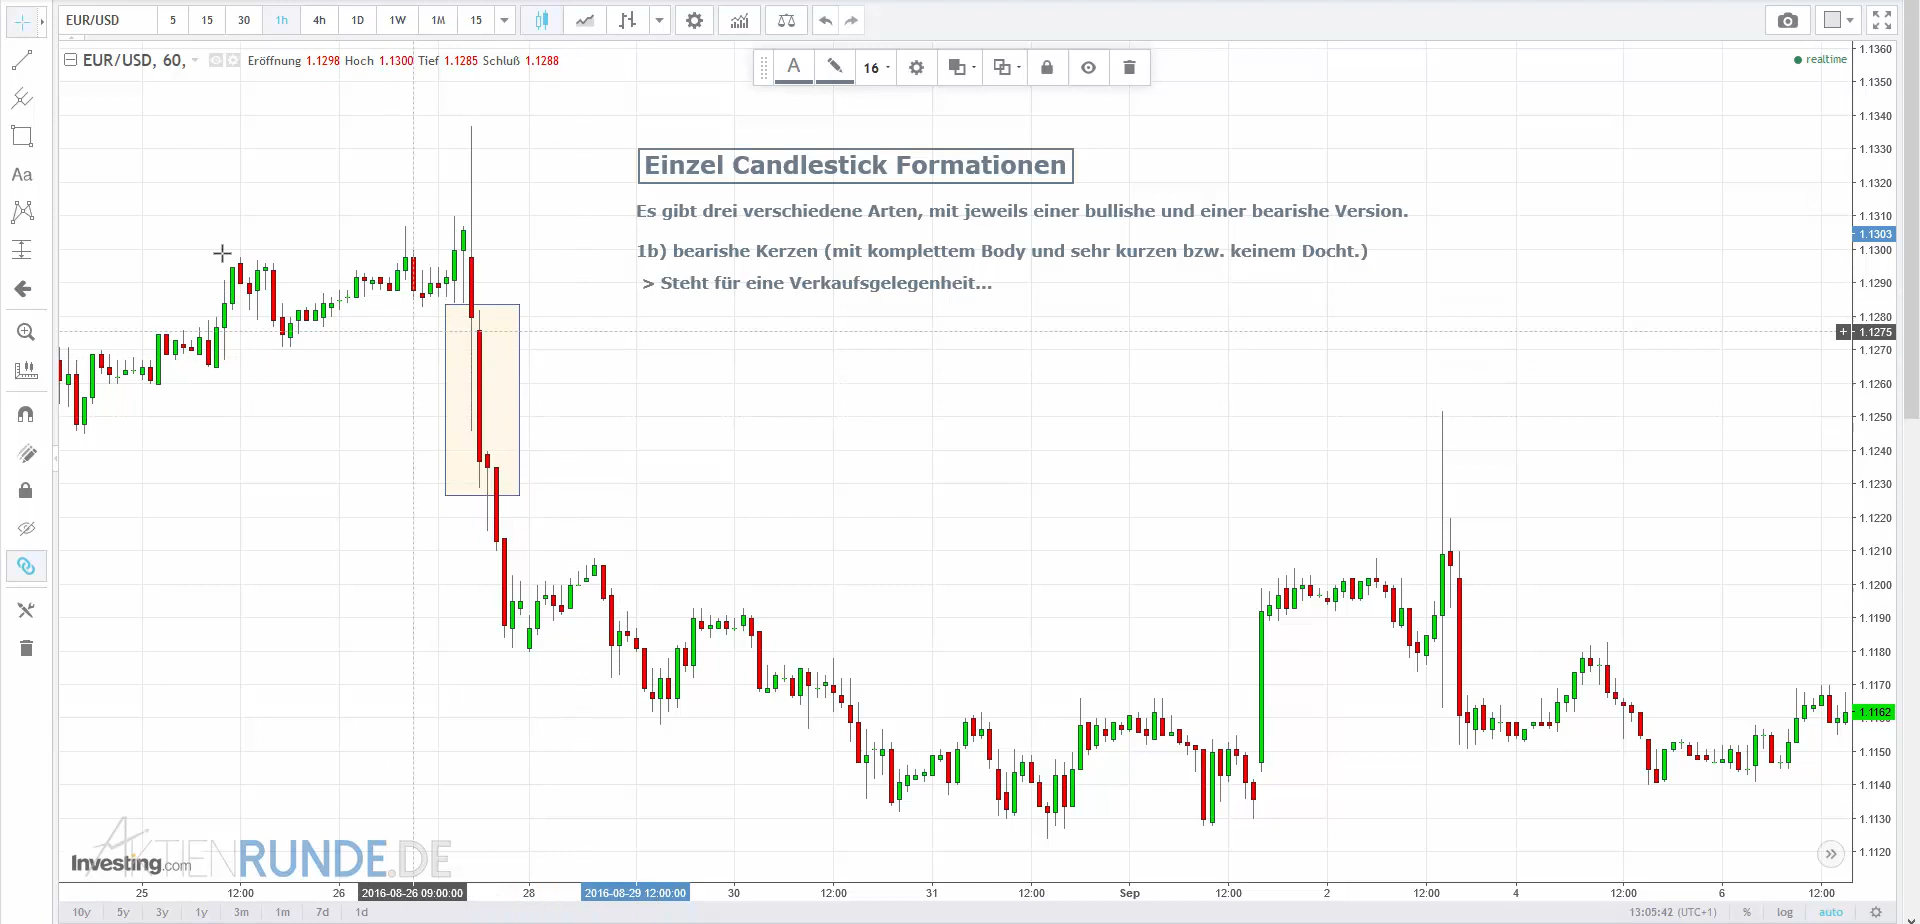 EUR/USD 5 15 30 1h 4h 1D 1W 1M 15
EUR/USD, 60, Eröffnung 1.1298 Hoch 1.1300 Tief 1.1285 Schluß 1.1288
A 16
realtime
Aa
Einzel Candlestick Formationen
Es gibt drei verschiedene Arten, mit jeweils einer bullishe und einer bearishe Version.
1b) bearishe Kerzen (mit komplettem Body und sehr kurzen bzw. keinem Docht.)
> Steht für eine Verkaufsgelegenheit...
1.1360
1.1350
1.1340
1.1330
1.1320
1.1310
1.1303
1.1300
1.1290
1.1280
+ 1.1275
1.1270
1.1260
1.1250
1.1240
1.1230
1.1220
1.1210
1.1200
1.1190
1.1180
1.1170
1.1162
1.1150
1.1140
1.1130
1.1120
AKTIENRUNDE.DE
Investing.com
25 12:00 26 2016-08-26 09:00:00 28 2016-08-29 12:00:00 30 12:00 31 12:00 Sep 12:00 2 12:00 4 12:00 6 12:00
10y 5y 3y 1y 3m 1m 7d 1d 13:05:42 (UTC+1) % log auto